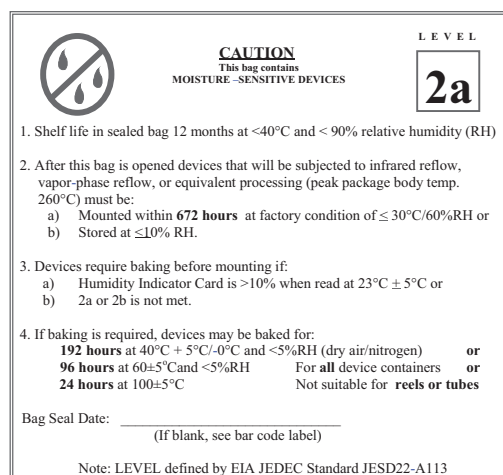 L E V E L
CAUTION
This bag contains
MOISTURE –SENSITIVE DEVICES
2a
1. Shelf life in sealed bag 12 months at <40°C and < 90% relative humidity (RH)
2. After this bag is opened devices that will be subjected to infrared reflow,
vapor-phase reflow, or equivalent processing (peak package body temp.
260°C) must be:
a) Mounted within 672 hours at factory condition of ≤ 30°C/60%RH or
b) Stored at ≤10% RH.
3. Devices require baking before mounting if:
a) Humidity Indicator Card is >10% when read at 23°C ± 5°C or
b) 2a or 2b is not met.
4. If baking is required, devices may be baked for:
192 hours at 40°C + 5°C/-0°C and <5%RH (dry air/nitrogen) or
96 hours at 60±5°Cand <5%RH For all device containers or
24 hours at 100±5°C Not suitable for reels or tubes
Bag Seal Date: ______________________________
(If blank, see bar code label)
Note: LEVEL defined by EIA JEDEC Standard JESD22-A113